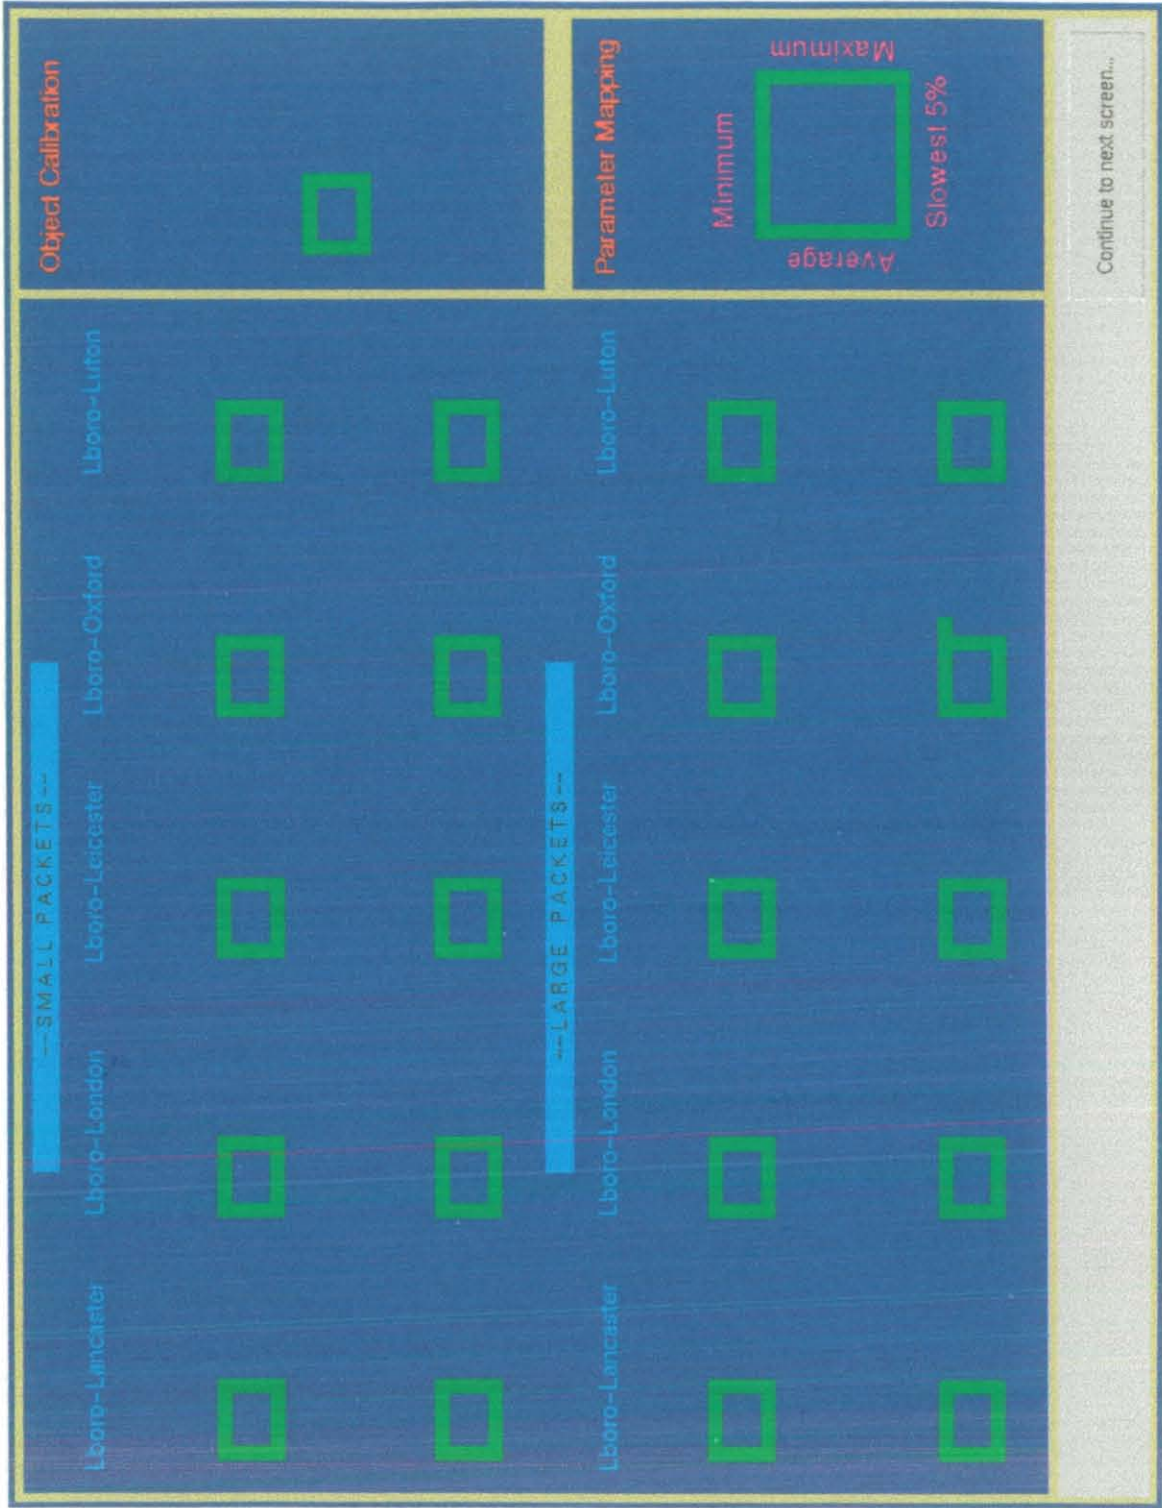 --SMALL PACKETS--
Lboro-Lancaster
Lboro-London
Lboro-Leicester
Lboro-Oxford
Lboro-Luton
--LARGE PACKETS--
Lboro-Lancaster
Lboro-London
Lboro-Leicester
Lboro-Oxford
Lboro-Luton
Object Calibration
Parameter Mapping
Minimum
Average
Maximum
Slowest 5%
Continue to next screen...